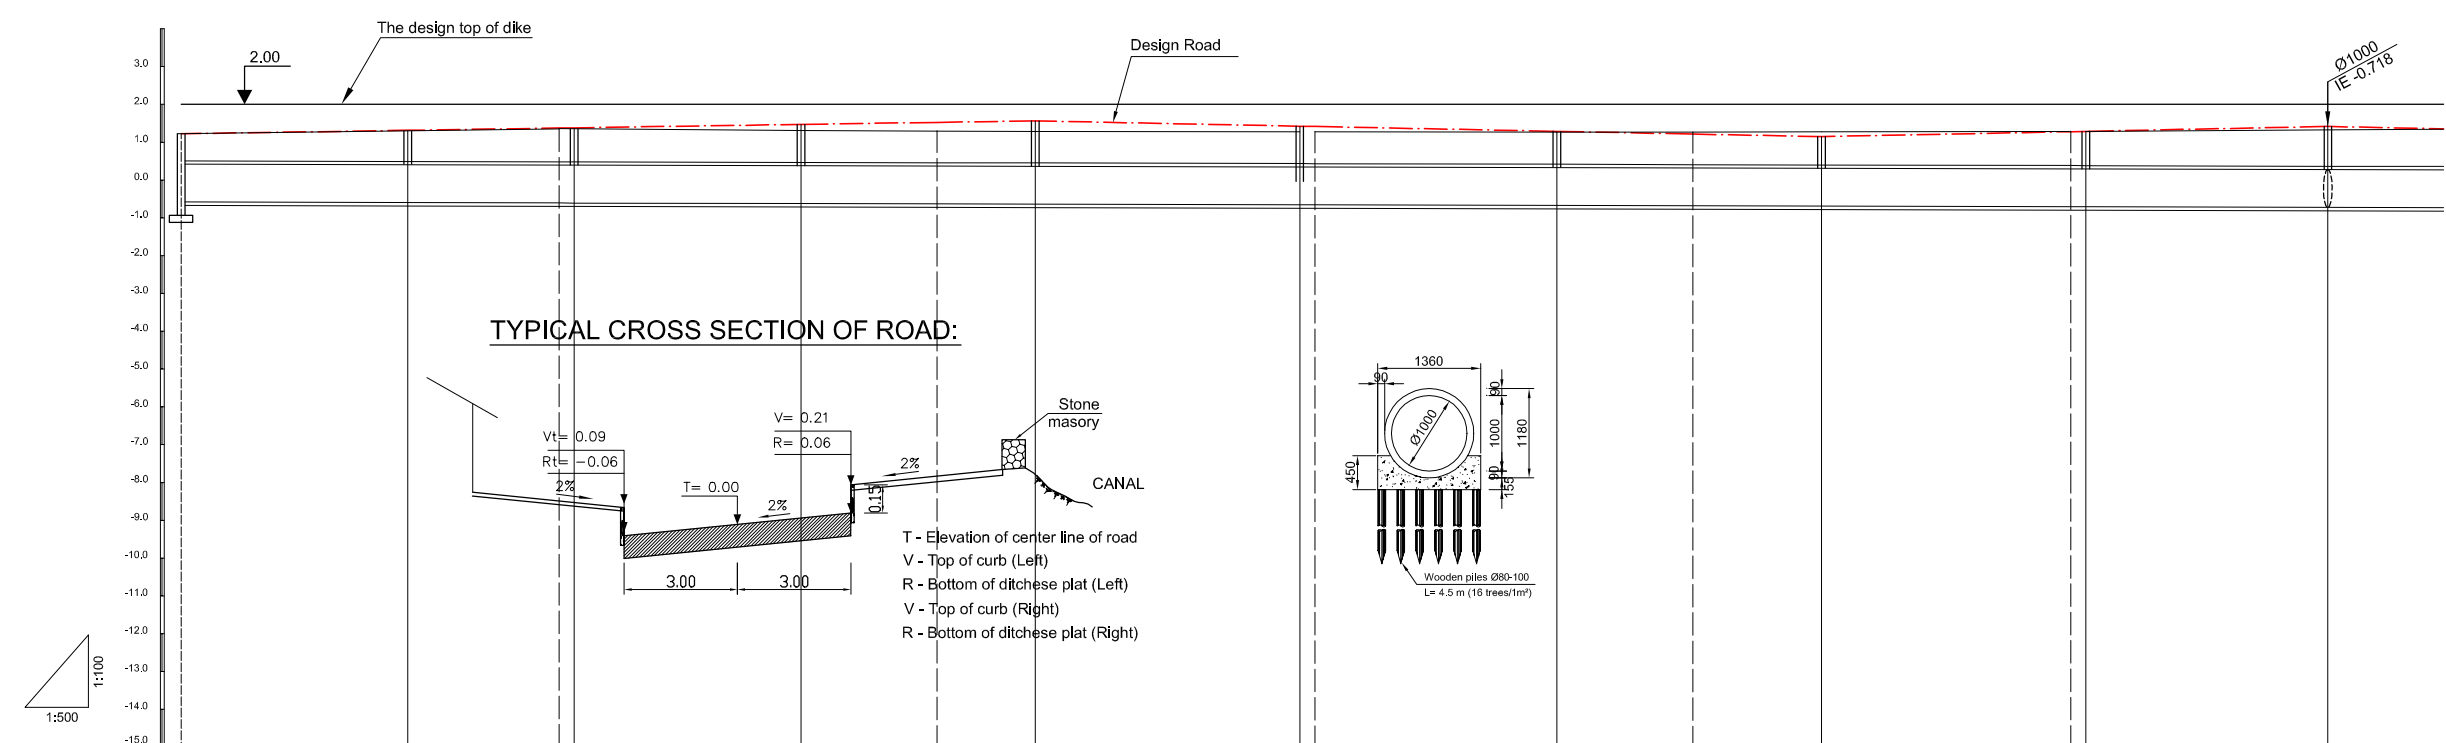 The design top of dike
2.00
Design Road
Ø1000
IE -0.718
3.0
2.0
1.0
0.0
-1.0
-2.0
-3.0
-4.0
-5.0
-6.0
-7.0
-8.0
-9.0
-10.0
-11.0
-12.0
-13.0
-14.0
-15.0
1:100
1:500
TYPICAL CROSS SECTION OF ROAD:
Vt= 0.09
Rt= -0.06
2%
T= 0.00
2%
V= 0.21
R= 0.06
2%
0.15
Stone
masory
CANAL
3.00
3.00
T - Elevation of center line of road
V - Top of curb (Left)
R - Bottom of ditchese plat (Left)
V - Top of curb (Right)
R - Bottom of ditchese plat (Right)
1360
90
Ø1000
90
1000
1180
90
155
450
Wooden piles Ø80-100
L= 4.5 m (16 trees/1m²)